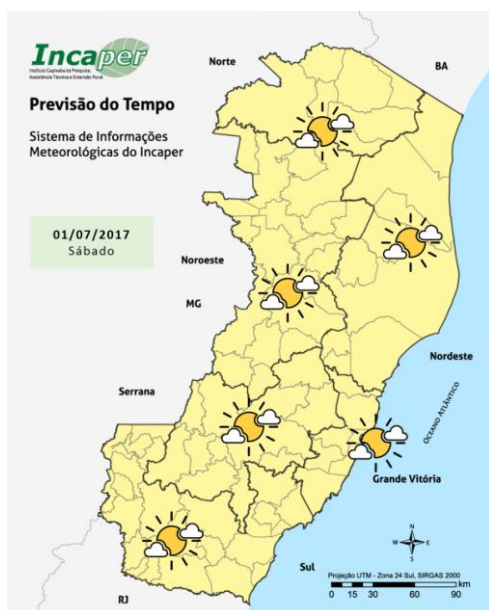 Incaper
Instituto Capixaba de Pesquisa,
Assistência Técnica e Extensão Rural
Previsão do Tempo
Sistema de Informações
Meteorológicas do Incaper
01/07/2017
Sábado
Norte
BA
Noroeste
MG
Nordeste
Serrana
OCEANO ATLÂNTICO
Grande Vitória
Sul
RJ
N
W E
S
Projeção UTM - Zona 24 Sul, SIRGAS 2000
km
0 15 30 60 90